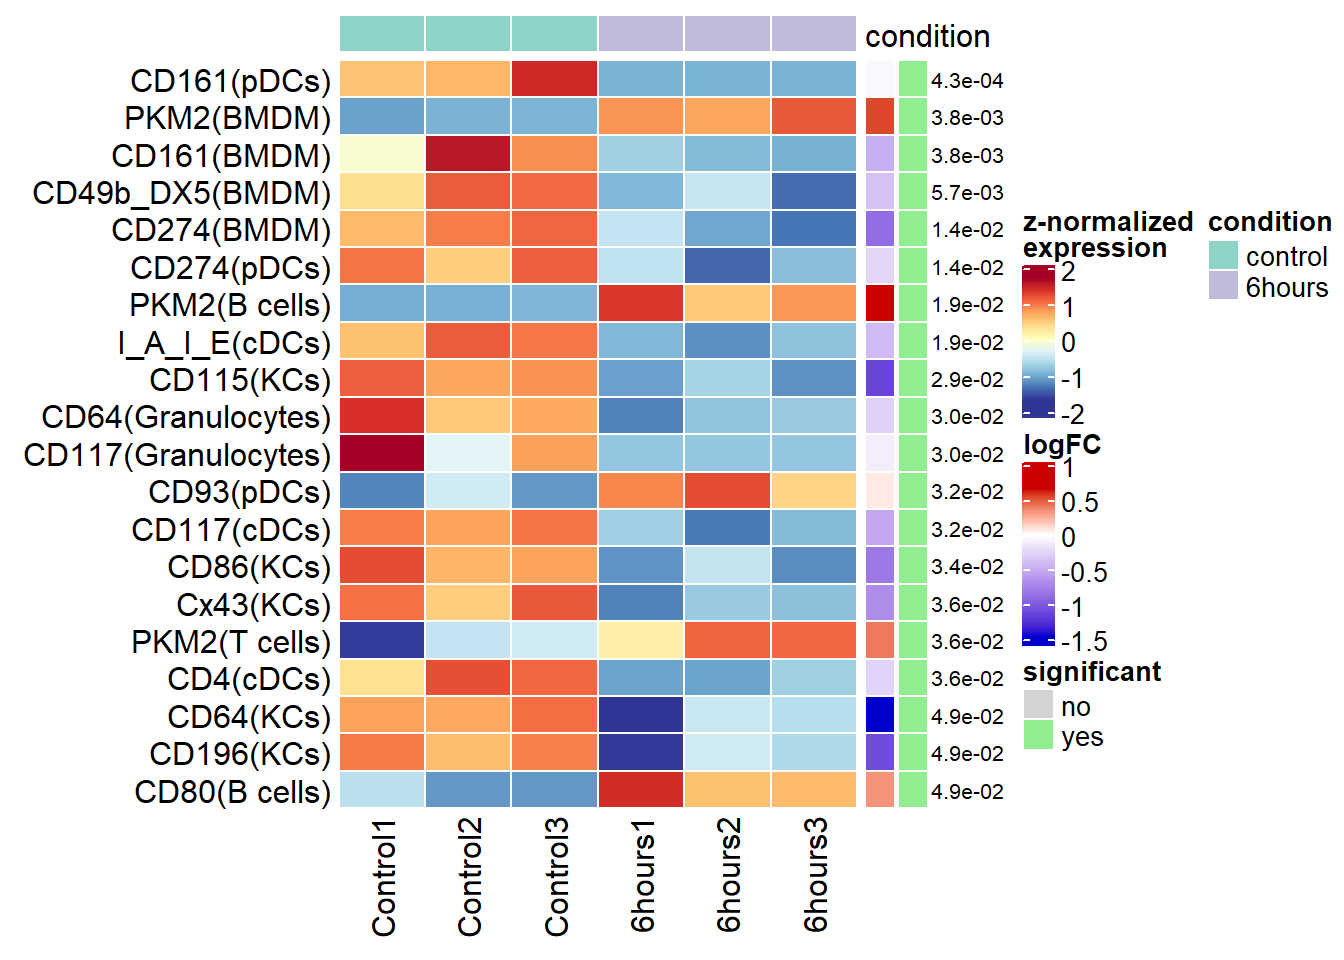 condition
CD161(pDCs) 4.3e-04
PKM2(BMDM) 3.8e-03
CD161(BMDM) 3.8e-03
CD49b_DX5(BMDM) 5.7e-03
CD274(BMDM) 1.4e-02
CD274(pDCs) 1.4e-02
PKM2(B cells) 1.9e-02
I_A_I_E(cDCs) 1.9e-02
CD115(KCs) 2.9e-02
CD64(Granulocytes) 3.0e-02
CD117(Granulocytes) 3.0e-02
CD93(pDCs) 3.2e-02
CD117(cDCs) 3.2e-02
CD86(KCs) 3.4e-02
Cx43(KCs) 3.6e-02
PKM2(T cells) 3.6e-02
CD4(cDCs) 3.6e-02
CD64(KCs) 4.9e-02
CD196(KCs) 4.9e-02
CD80(B cells) 4.9e-02
Control1
Control2
Control3
6hours1
6hours2
6hours3
z-normalized
expression
2
1
0
-1
-2
logFC
1
0.5
0
-0.5
-1
-1.5
significant
no
yes
condition
control
6hours